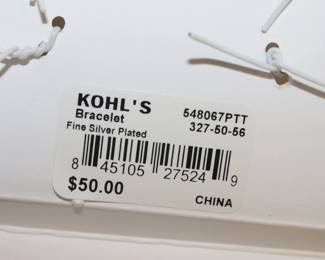 KOHL'S
Bracelet
Fine Silver Plated
548067PTT
327-50-56
8 45105 27524 9
$50.00
CHINA